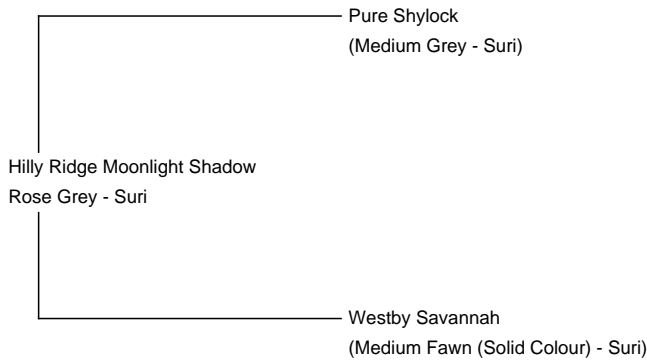 Pure Shylock
(Medium Grey - Suri)
Hilly Ridge Moonlight Shadow
Rose Grey - Suri
Westby Savannah
(Medium Fawn (Solid Colour) - Suri)